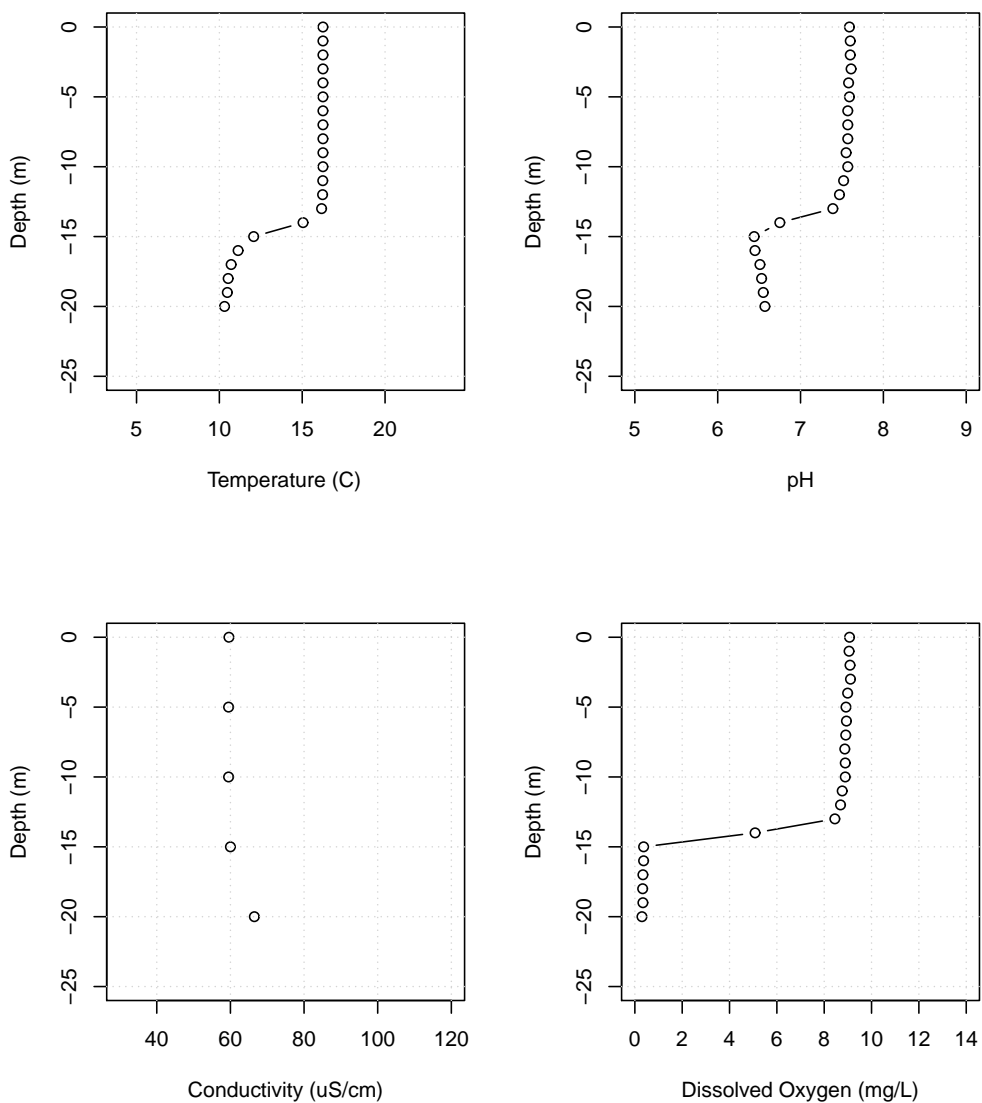 0
−5
−10
−15
−20
−25
Depth (m)
5 10 15 20
Temperature (C)
0
−5
−10
−15
−20
−25
Depth (m)
5 6 7 8 9
pH
0
−5
−10
−15
−20
−25
Depth (m)
40 60 80 100 120
Conductivity (uS/cm)
0
−5
−10
−15
−20
−25
Depth (m)
0 2 4 6 8 10 12 14
Dissolved Oxygen (mg/L)